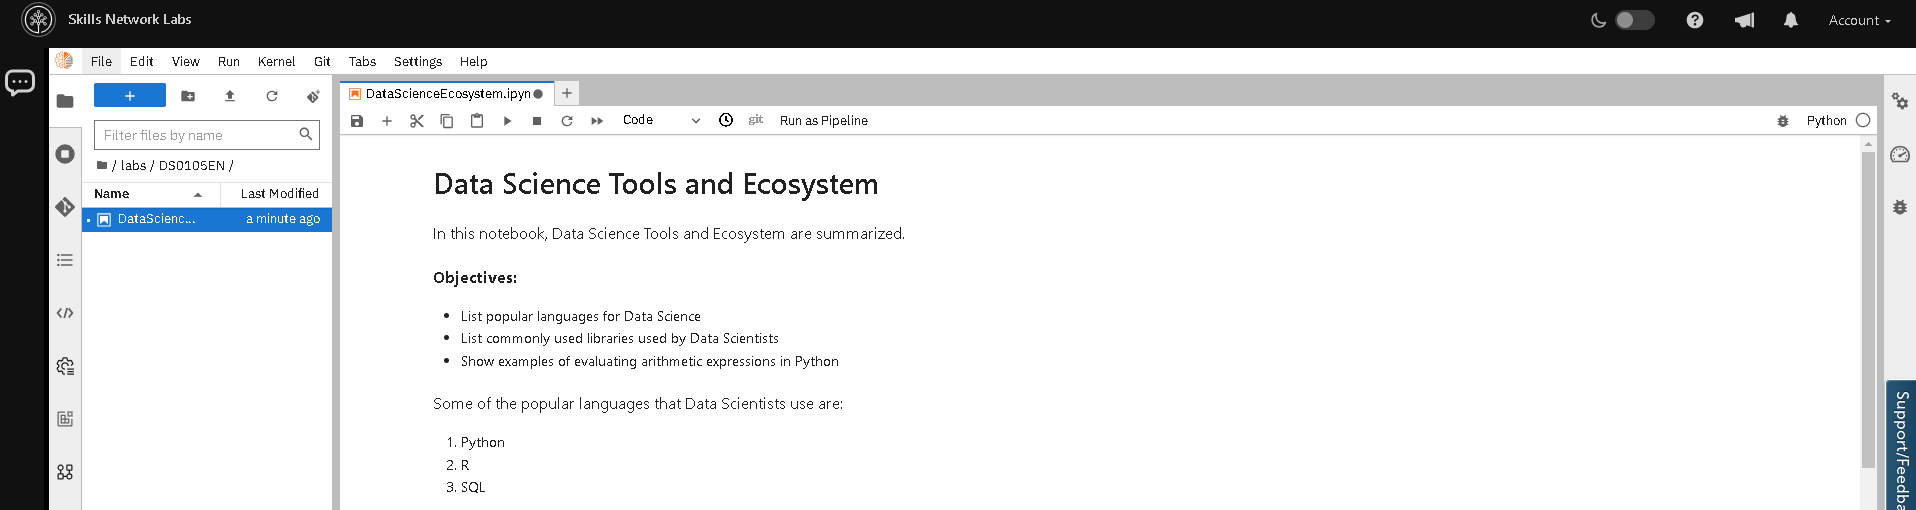 Skills Network Labs
Account
File Edit View Run Kernel Git Tabs Settings Help
DataScienceEcosystem.ipyn
Filter files by name
Code
git
Run as Pipeline
Python
/ labs / DS0105EN /
Name
Last Modified
DataScienc...
a minute ago
Data Science Tools and Ecosystem
In this notebook, Data Science Tools and Ecosystem are summarized.
Objectives:
• List popular languages for Data Science
• List commonly used libraries used by Data Scientists
• Show examples of evaluating arithmetic expressions in Python
Some of the popular languages that Data Scientists use are:
1. Python
2. R
3. SQL
Support/Feedba